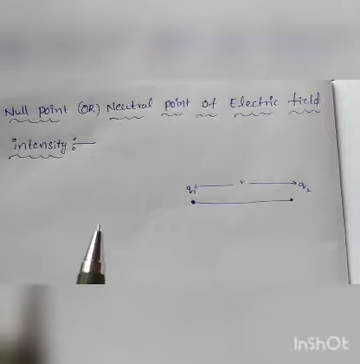 Null point (OR) Neutral point of Electric field
intensity :-
q₁ r q₂
InShOt